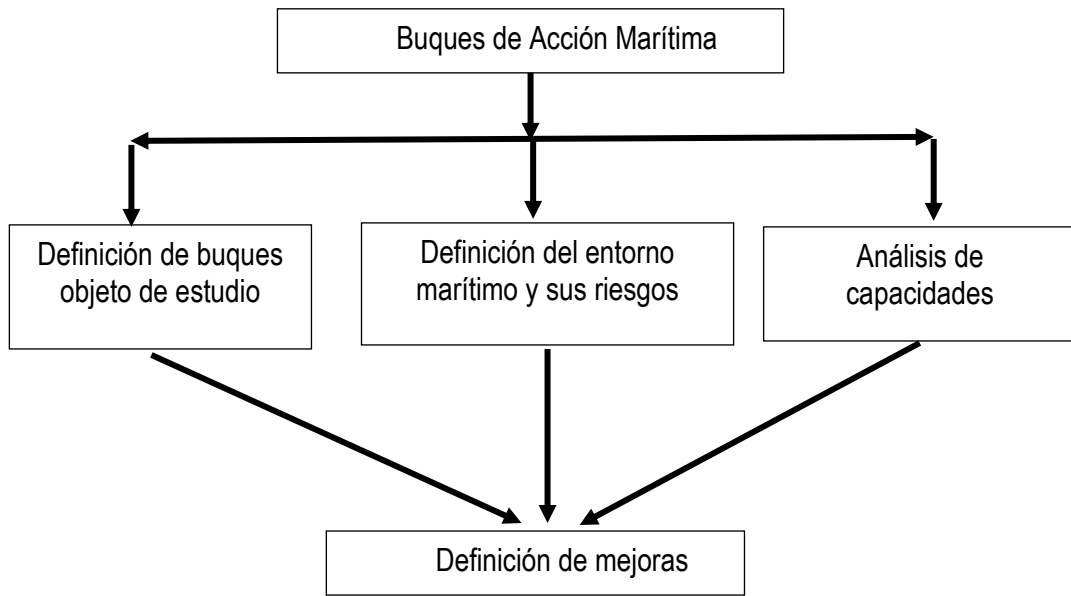 Buques de Acción Marítima
Definición de buques
objeto de estudio
Definición del entorno
marítimo y sus riesgos
Análisis de
capacidades
Definición de mejoras